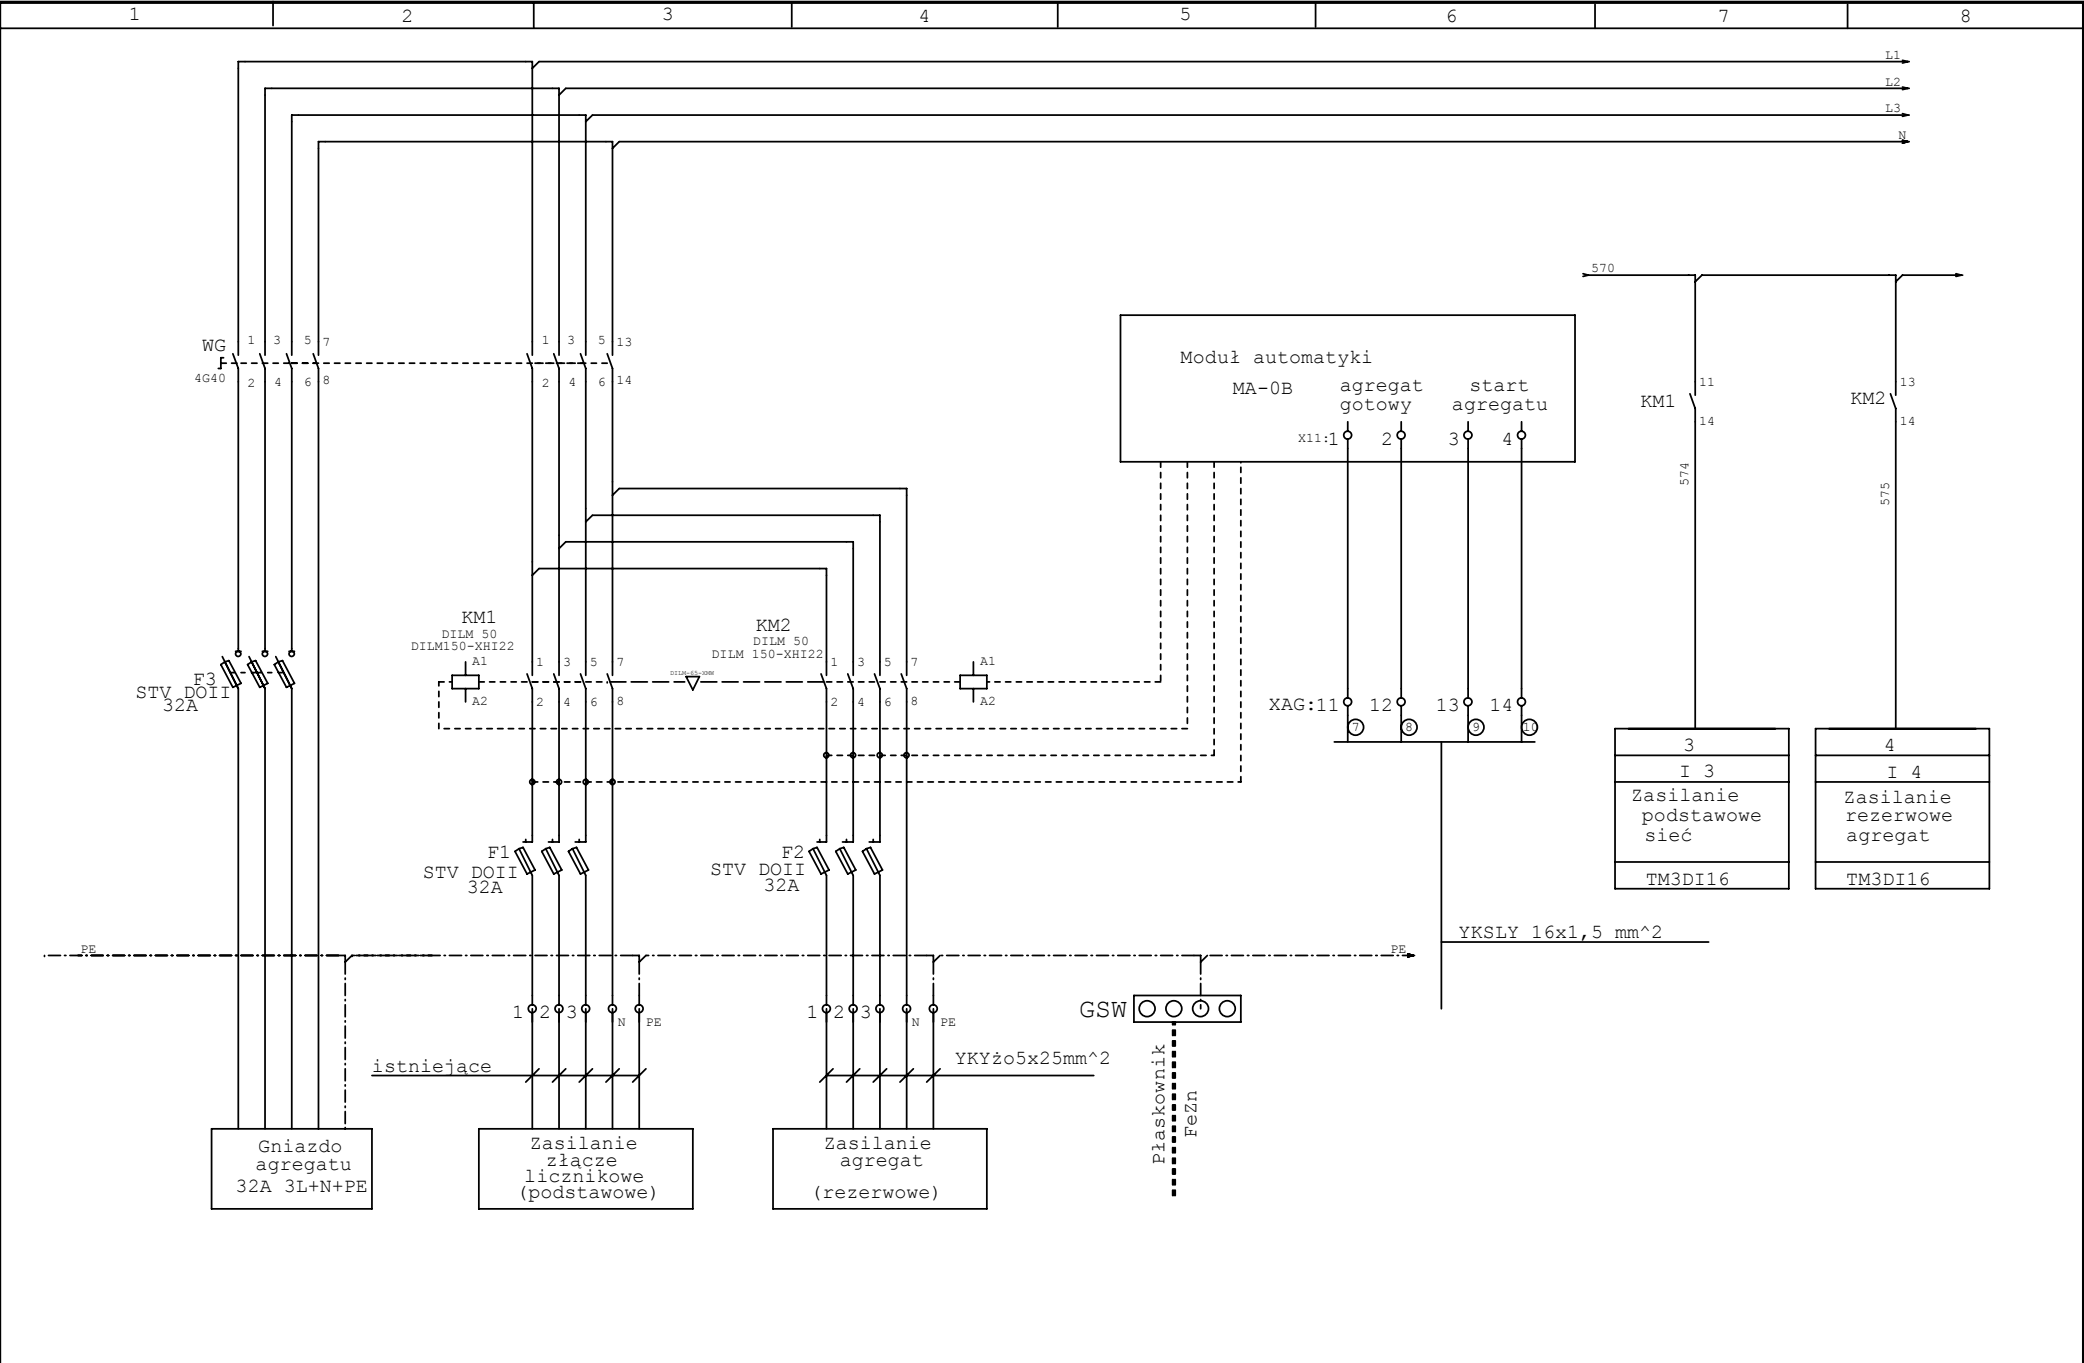 1 2 3 4 5 6 7 8
L1
L2
L3
N
570
WG
4G40
1 3 5 7
2 4 6 8
1 3 5 13
2 4 6 14
Moduł automatyki
MA-0B
agregat
gotowy
start
agregatu
X11:1 2 3 4
KM1
11
14
574
KM2
13
14
575
KM1
DILM 50
DILM150-XHI22
A1
A2
1 3 5 7
2 4 6 8
KM2
DILM 50
DILM 150-XHI22
1 3 5 7
2 4 6 8
A1
A2
F3
STV DOII
32A
XAG:11 12 13 14
7 8 9 10
3
I 3
Zasilanie
podstawowe
sieć
TM3DI16
4
I 4
Zasilanie
rezerwowe
agregat
TM3DI16
F1
STV DOII
32A
F2
STV DOII
32A
YKSLY 16x1,5 mm^2
PE
PE
1 2 3 N PE
1 2 3 N PE
GSW
istniejące
YKYżo5x25mm^2
Płaskownik
FeZn
Gniazdo
agregatu
32A 3L+N+PE
Zasilanie
złącze
licznikowe
(podstawowe)
Zasilanie
agregat
(rezerwowe)